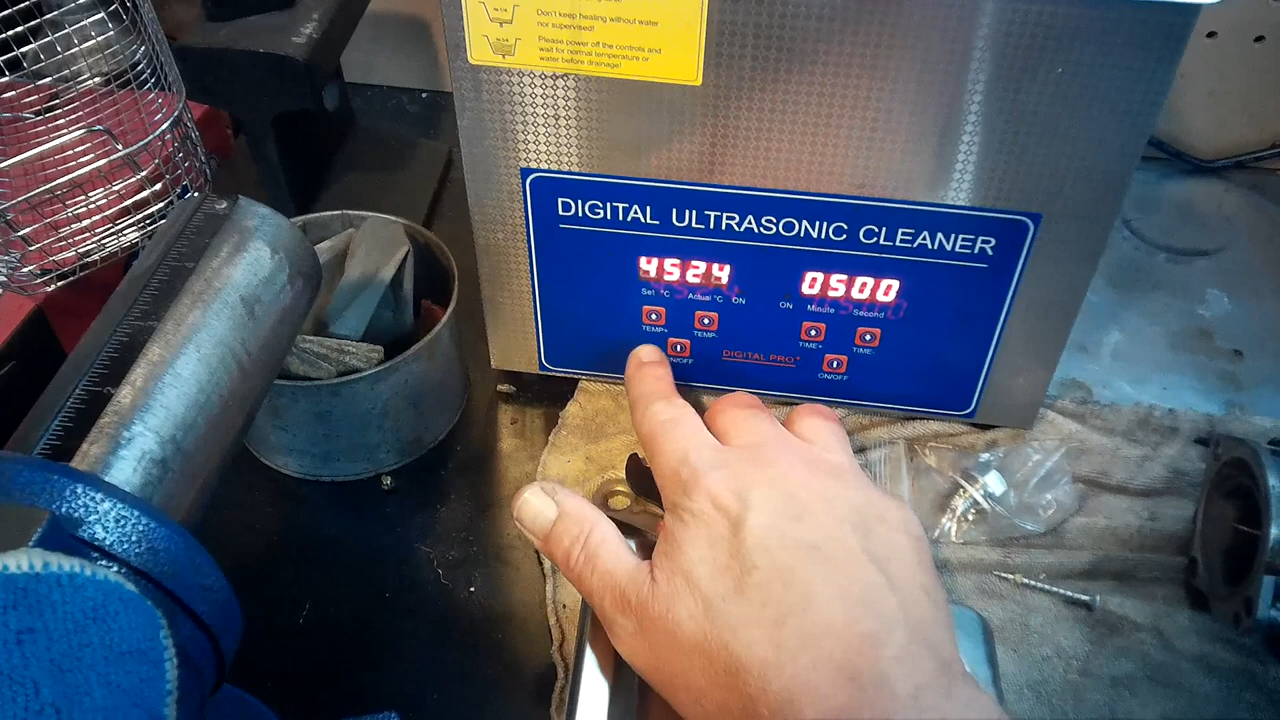 Don't keep heating without water
nor supervised!
Please power off the controls and
wait for normal temperature or
water before drainage!
DIGITAL ULTRASONIC CLEANER
4524 0500
Set °C Actual °C ON ON Minute Second
TEMP+ TEMP- TIME+ TIME-
ON/OFF DIGITAL PRO+ ON/OFF